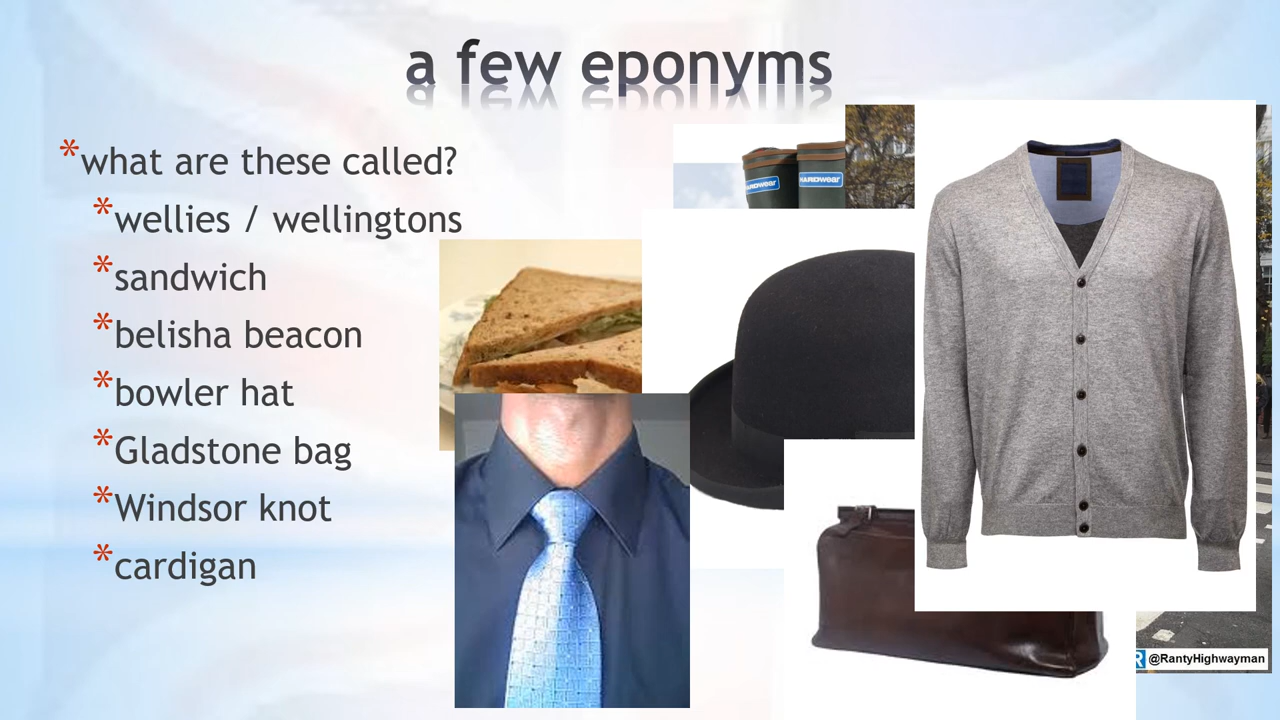 a few eponyms
*what are these called?
*wellies / wellingtons
*sandwich
*belisha beacon
*bowler hat
*Gladstone bag
*Windsor knot
*cardigan
HARDwear
HARDwear
R @RantyHighwayman